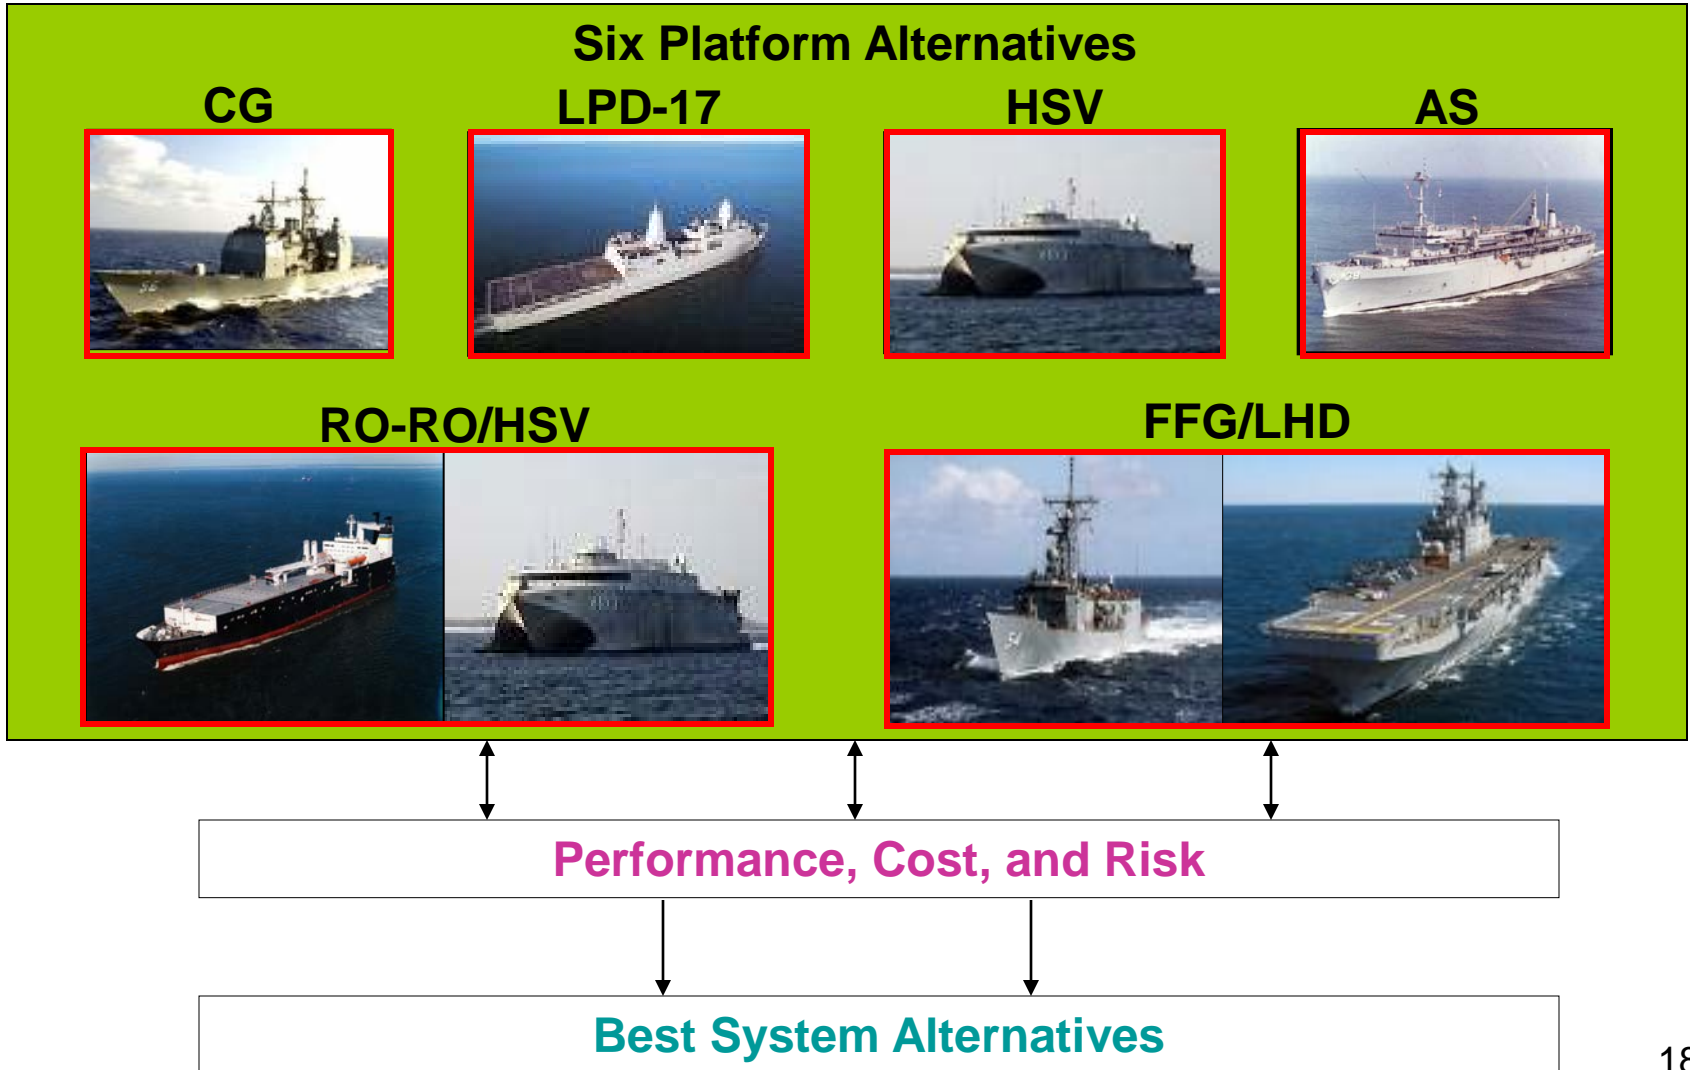 Six Platform Alternatives
CG LPD-17 HSV AS
RO-RO/HSV FFG/LHD
Performance, Cost, and Risk
Best System Alternatives
18